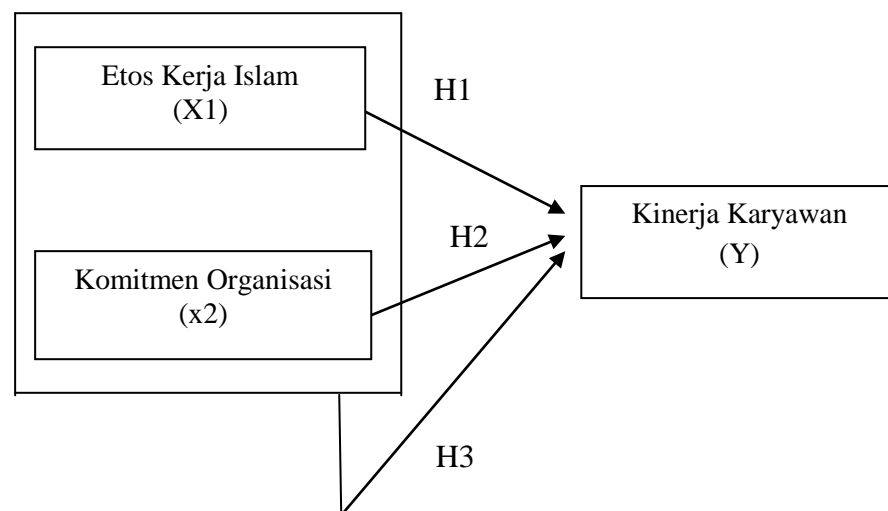 Etos Kerja Islam
(X1)
H1
Kinerja Karyawan
(Y)
H2
Komitmen Organisasi
(x2)
H3